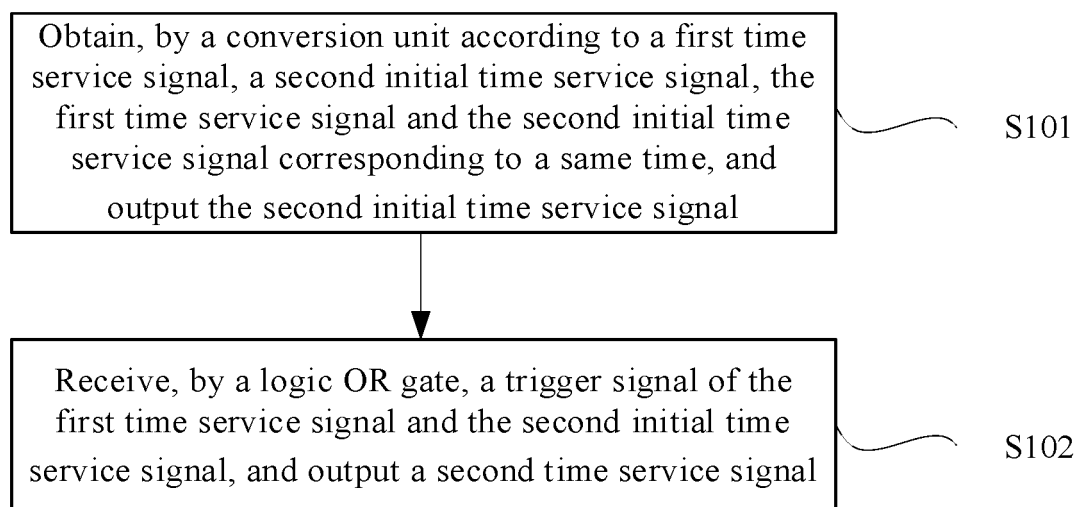 Obtain, by a conversion unit according to a first time
service signal, a second initial time service signal, the
first time service signal and the second initial time
service signal corresponding to a same time, and
output the second initial time service signal
S101
Receive, by a logic OR gate, a trigger signal of the
first time service signal and the second initial time
service signal, and output a second time service signal
S102